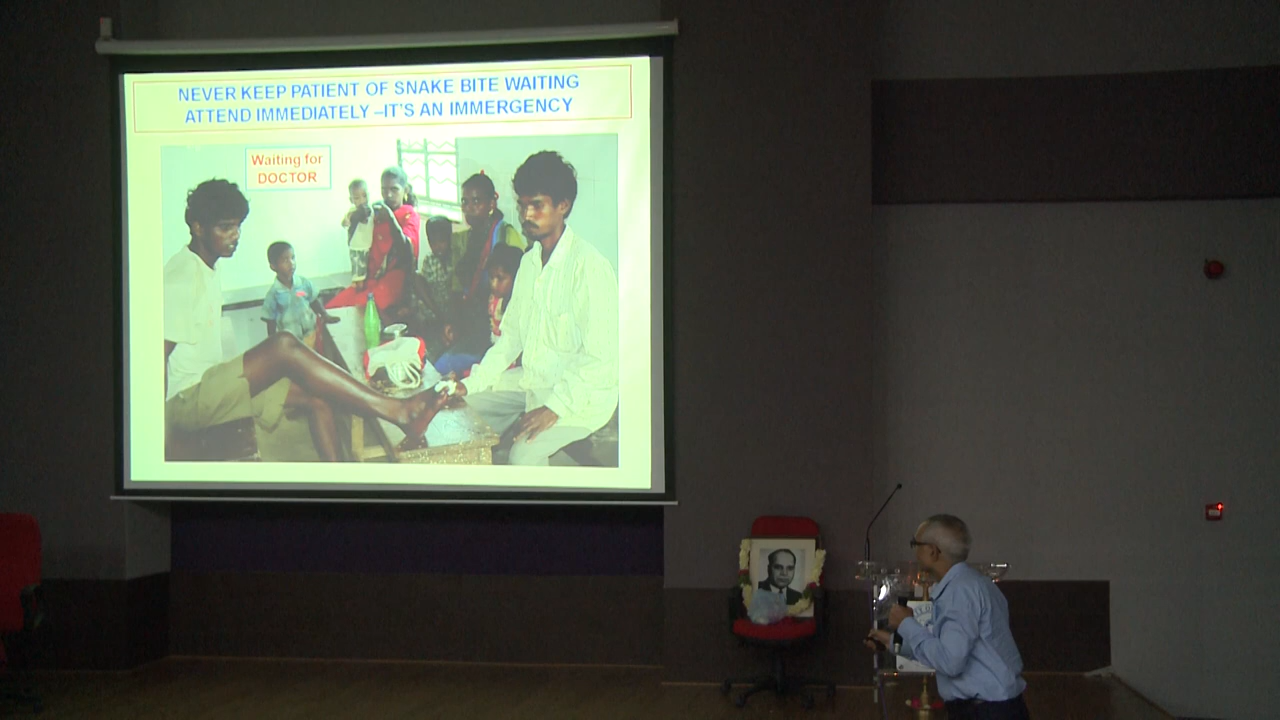 NEVER KEEP PATIENT OF SNAKE BITE WAITING
ATTEND IMMEDIATELY –IT'S AN IMMERGENCY
Waiting for
DOCTOR